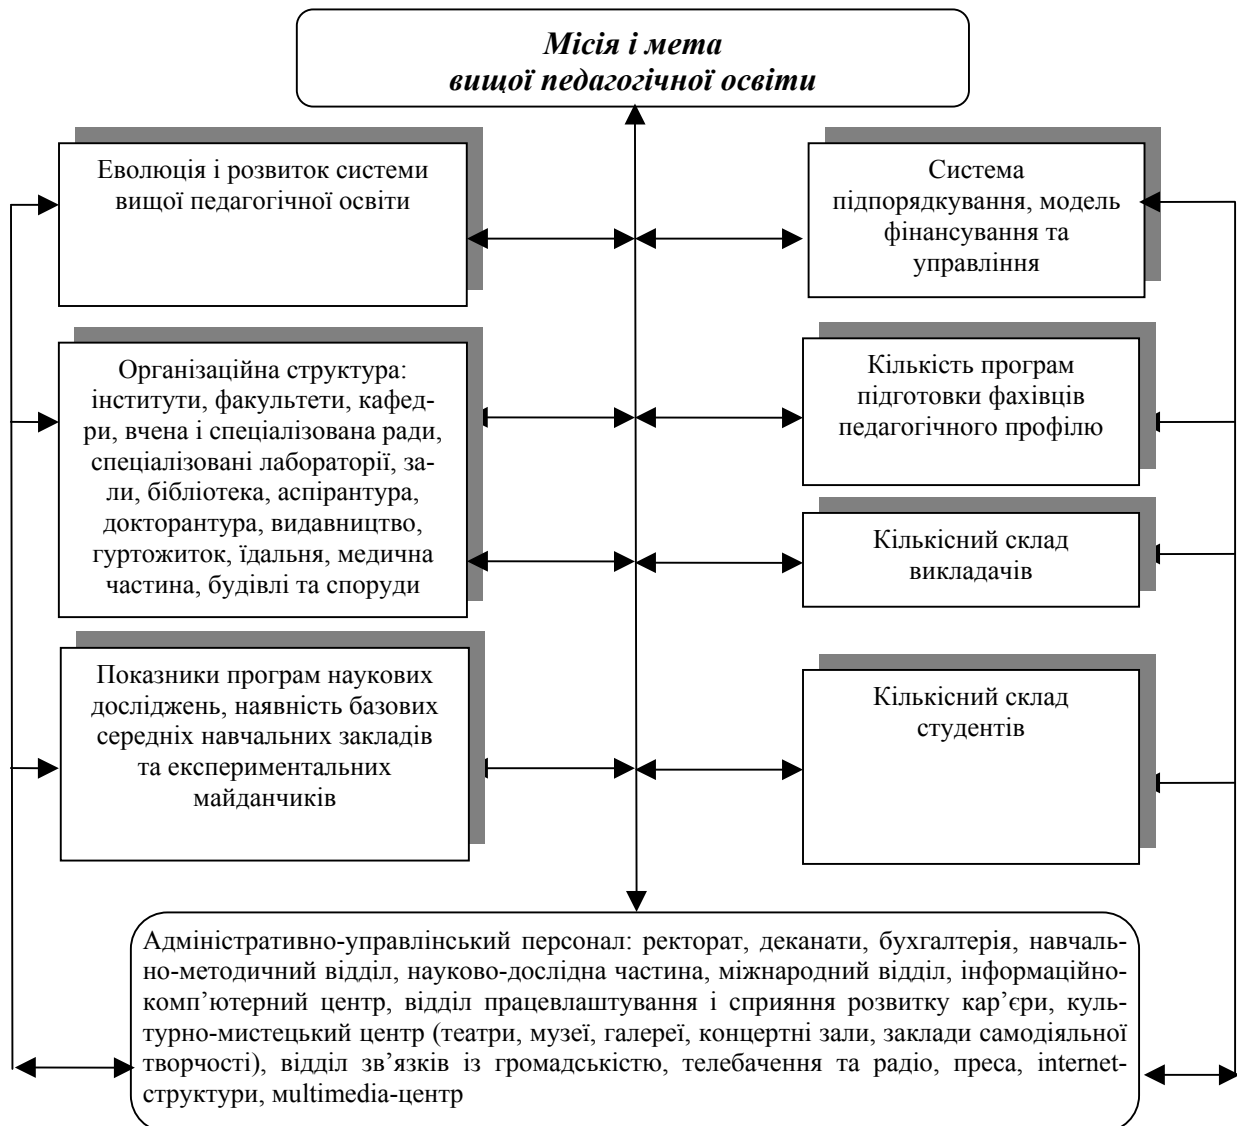 Місія і мета
вищої педагогічної освіти
Еволюція і розвиток системи
вищої педагогічної освіти
Система
підпорядкування, модель
фінансування та
управління
Організаційна структура:
інститути, факультети, кафед-
ри, вчена і спеціалізована ради,
спеціалізовані лабораторії, за-
ли, бібліотека, аспірантура,
докторантура, видавництво,
гуртожиток, їдальня, медична
частина, будівлі та споруди
Кількість програм
підготовки фахівців
педагогічного профілю
Кількісний склад
викладачів
Показники програм наукових
досліджень, наявність базових
середніх навчальних закладів
та експериментальних
майданчиків
Кількісний склад
студентів
Адміністративно-управлінський персонал: ректорат, деканати, бухгалтерія, навчаль-
но-методичний відділ, науково-дослідна частина, міжнародний відділ, інформаційно-
комп’ютерний центр, відділ працевлаштування і сприяння розвитку кар’єри, куль-
турно-мистецький центр (театри, музеї, галереї, концертні зали, заклади самодіяльної
творчості), відділ зв’язків із громадськістю, телебачення та радіо, преса, internet-
структури, мultimedia-центр